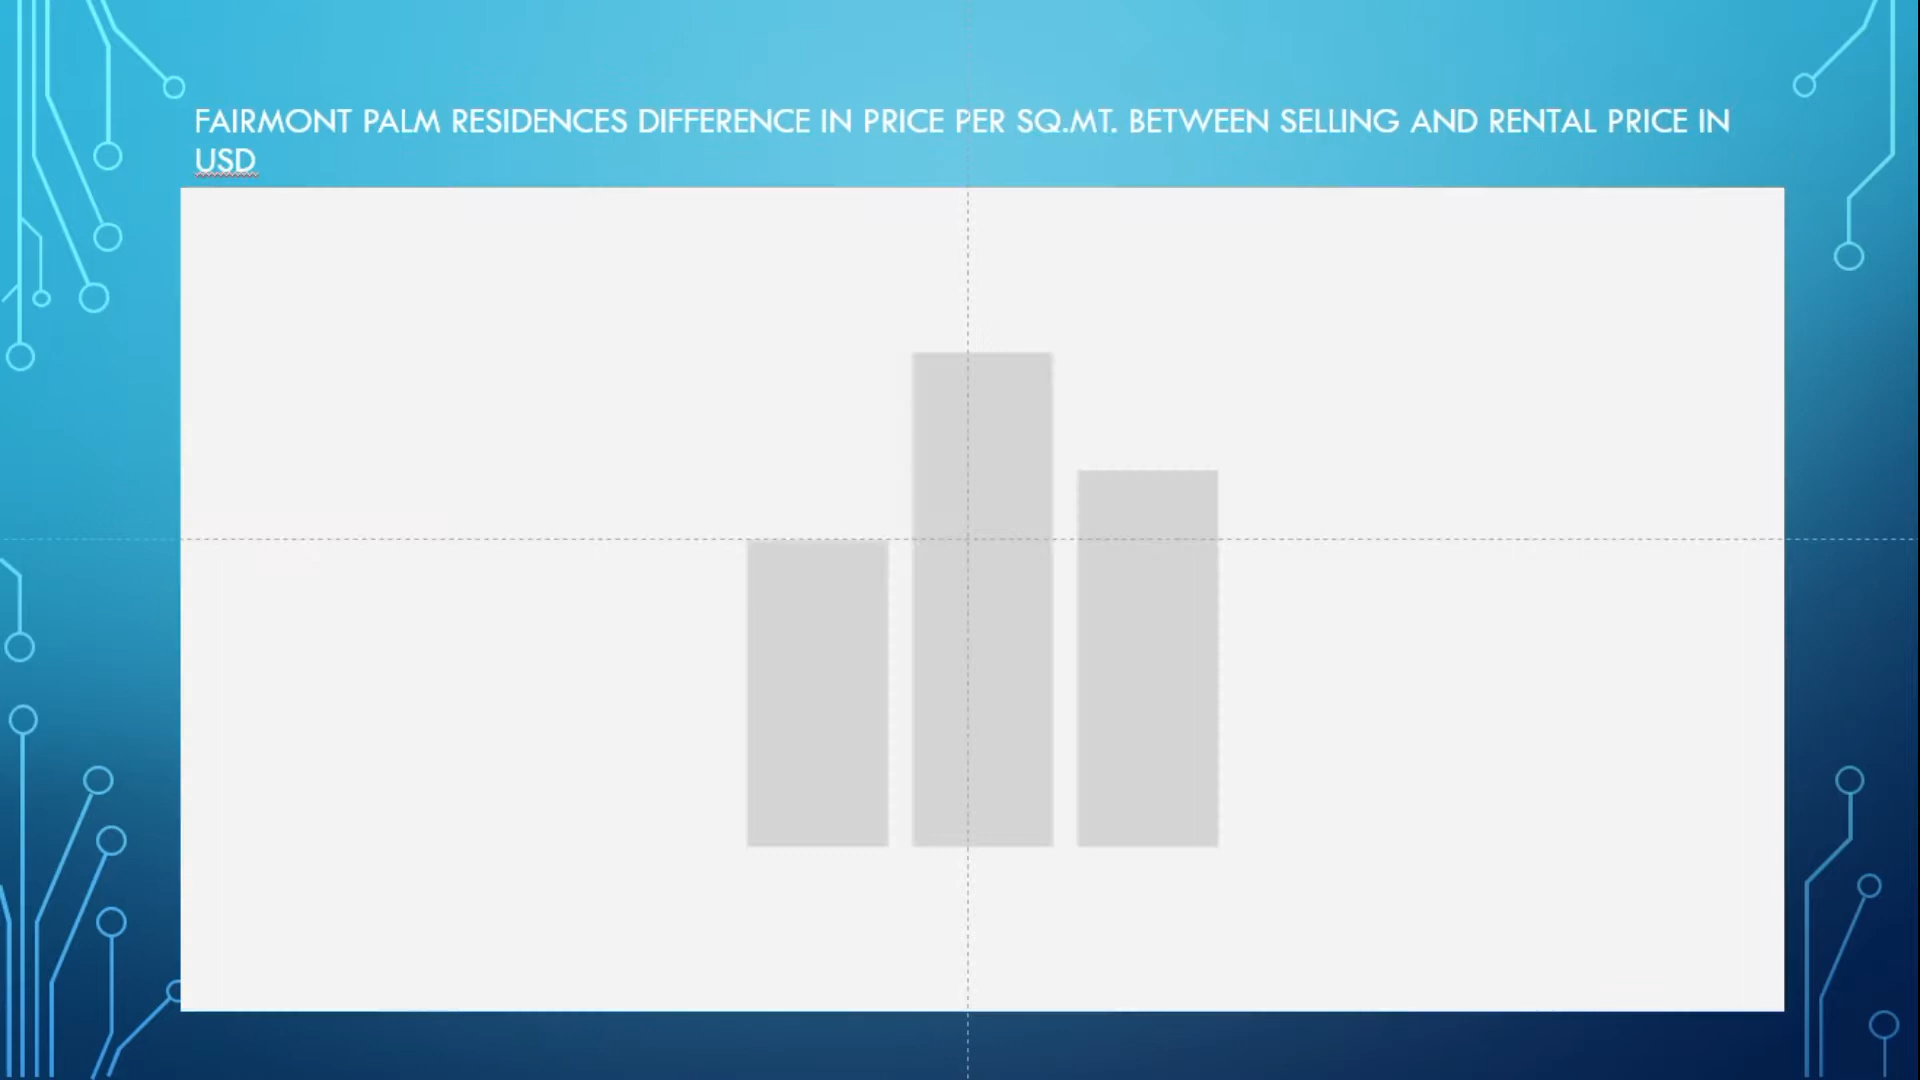 FAIRMONT PALM RESIDENCES DIFFERENCE IN PRICE PER SQ.MT. BETWEEN SELLING AND RENTAL PRICE IN
USD